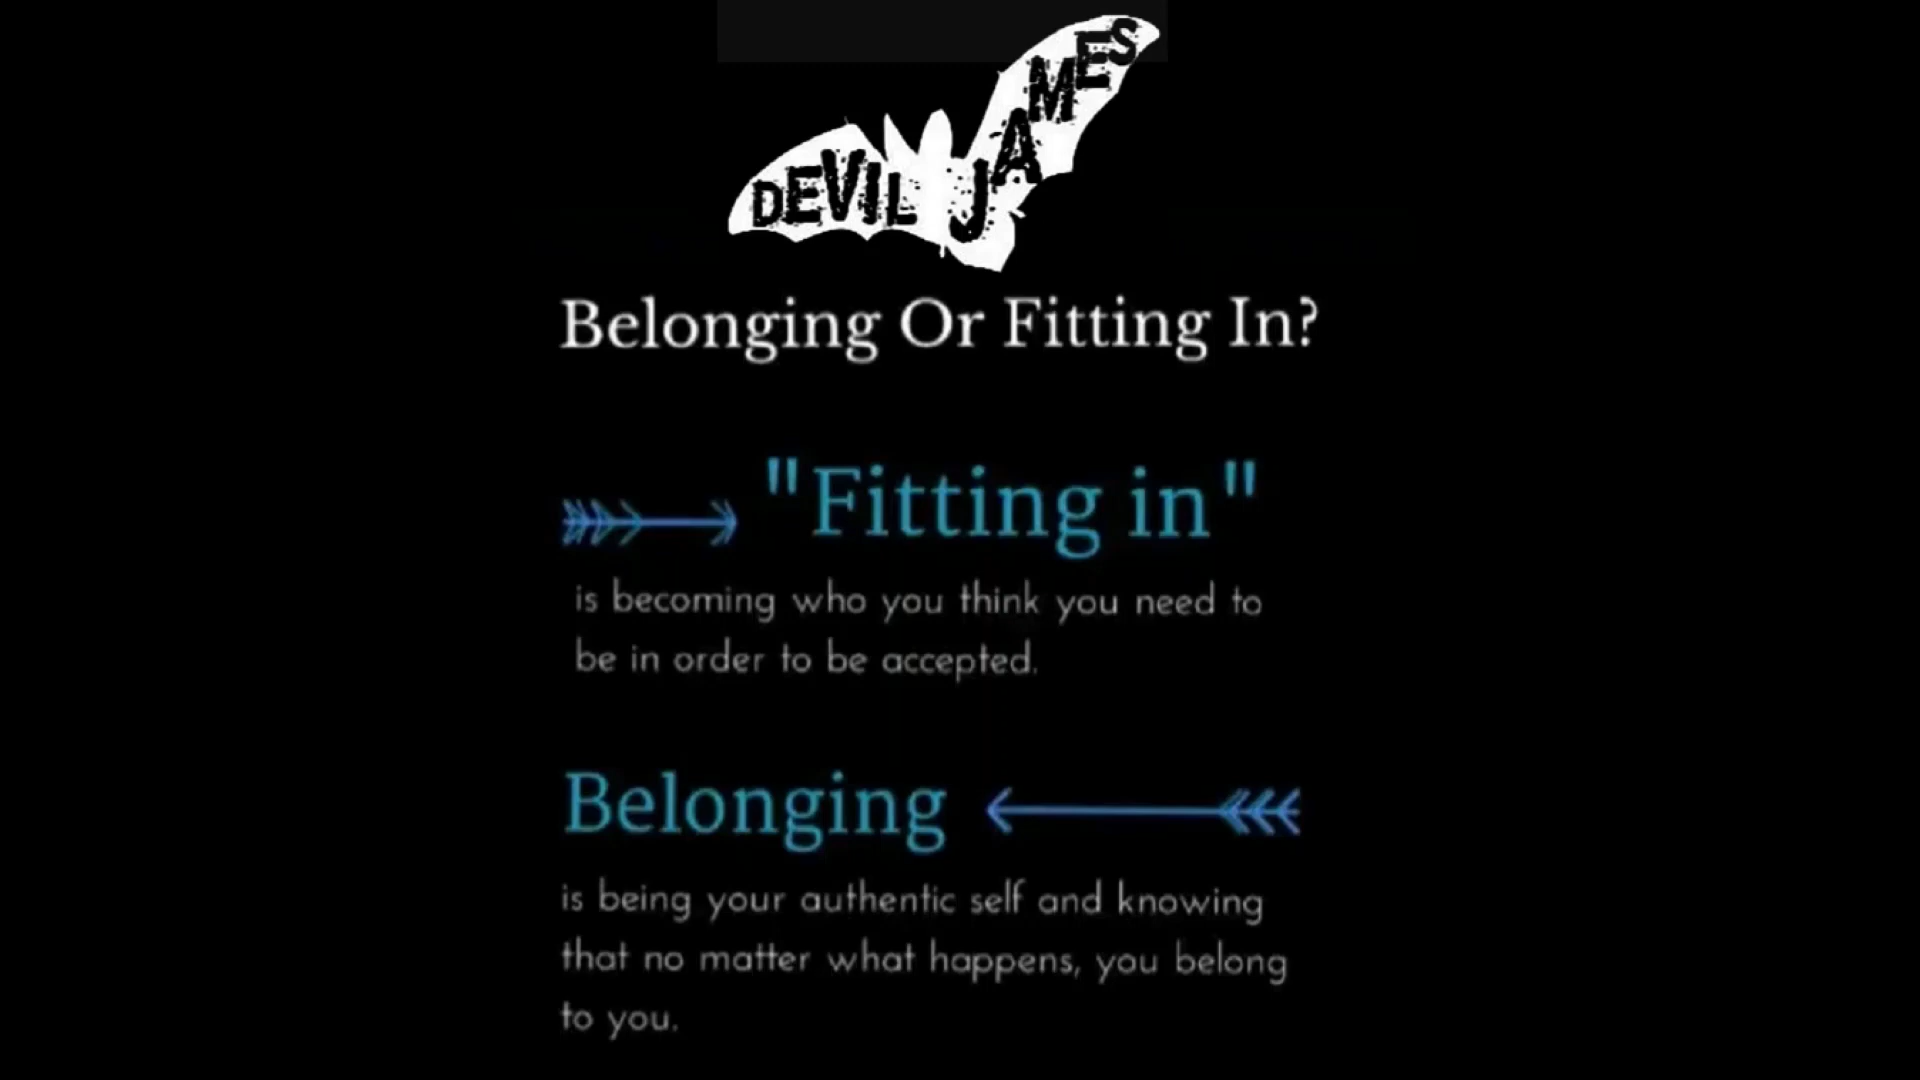 DEVIL JAMES
Belonging Or Fitting In?
"Fitting in"
is becoming who you think you need to
be in order to be accepted.
Belonging
is being your authentic self and knowing
that no matter what happens, you belong
to you.